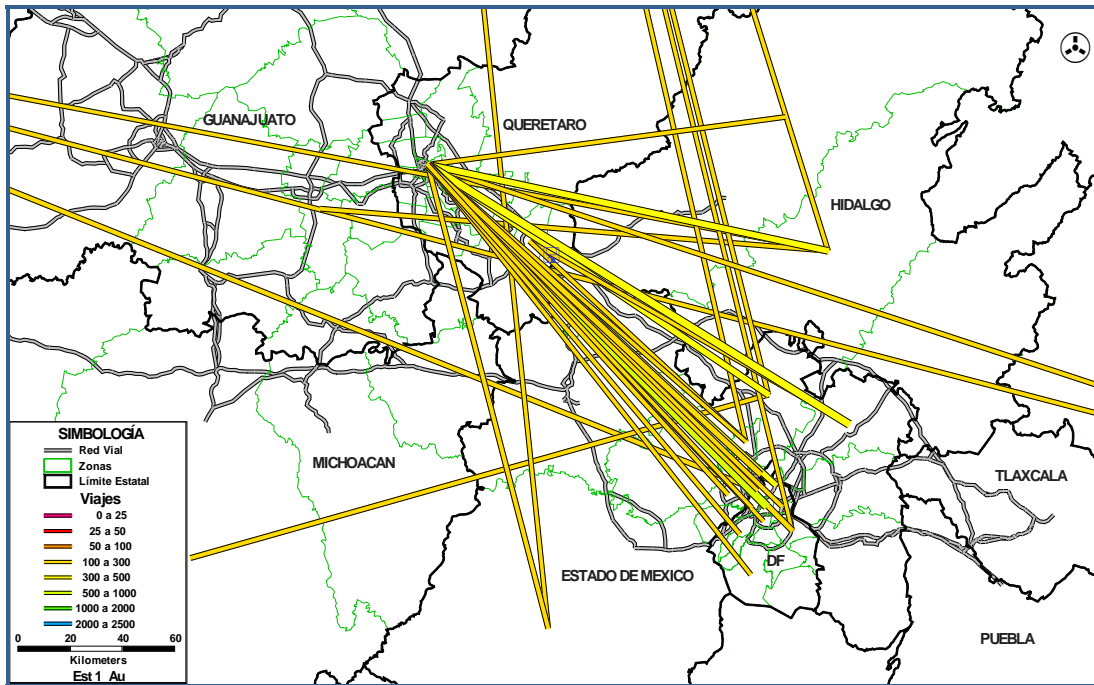 GUANAJUATO
QUERETARO
HIDALGO
MICHOACAN
TLAXCALA
ESTADO DE MEXICO
DF
PUEBLA
SIMBOLOGÍA
Red Vial
Zonas
Límite Estatal
Viajes
0 a 25
25 a 50
50 a 100
100 a 300
300 a 500
500 a 1000
1000 a 2000
2000 a 2500
0 20 40 60
Kilometers
Est 1 Au